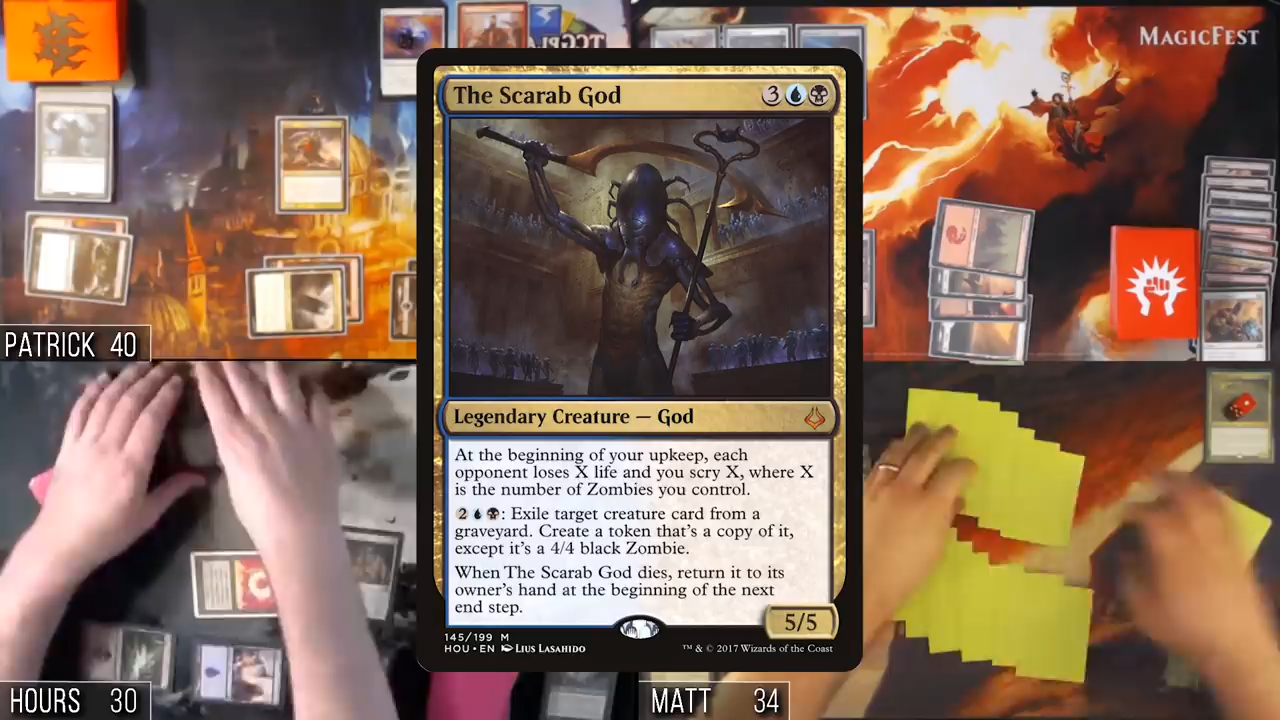 MAGICFEST
The Scarab God
3
Legendary Creature — God
At the beginning of your upkeep, each
opponent loses X life and you scry X, where X
is the number of Zombies you control.
2 : Exile target creature card from a
graveyard. Create a token that's a copy of it,
except it's a 4/4 black Zombie.
When The Scarab God dies, return it to its
owner's hand at the beginning of the next
end step.
5/5
145/199 M
HOU • EN LIUS LASAHIDO
™ & © 2017 Wizards of the Coast
PATRICK 40
HOURS 30
MATT 34